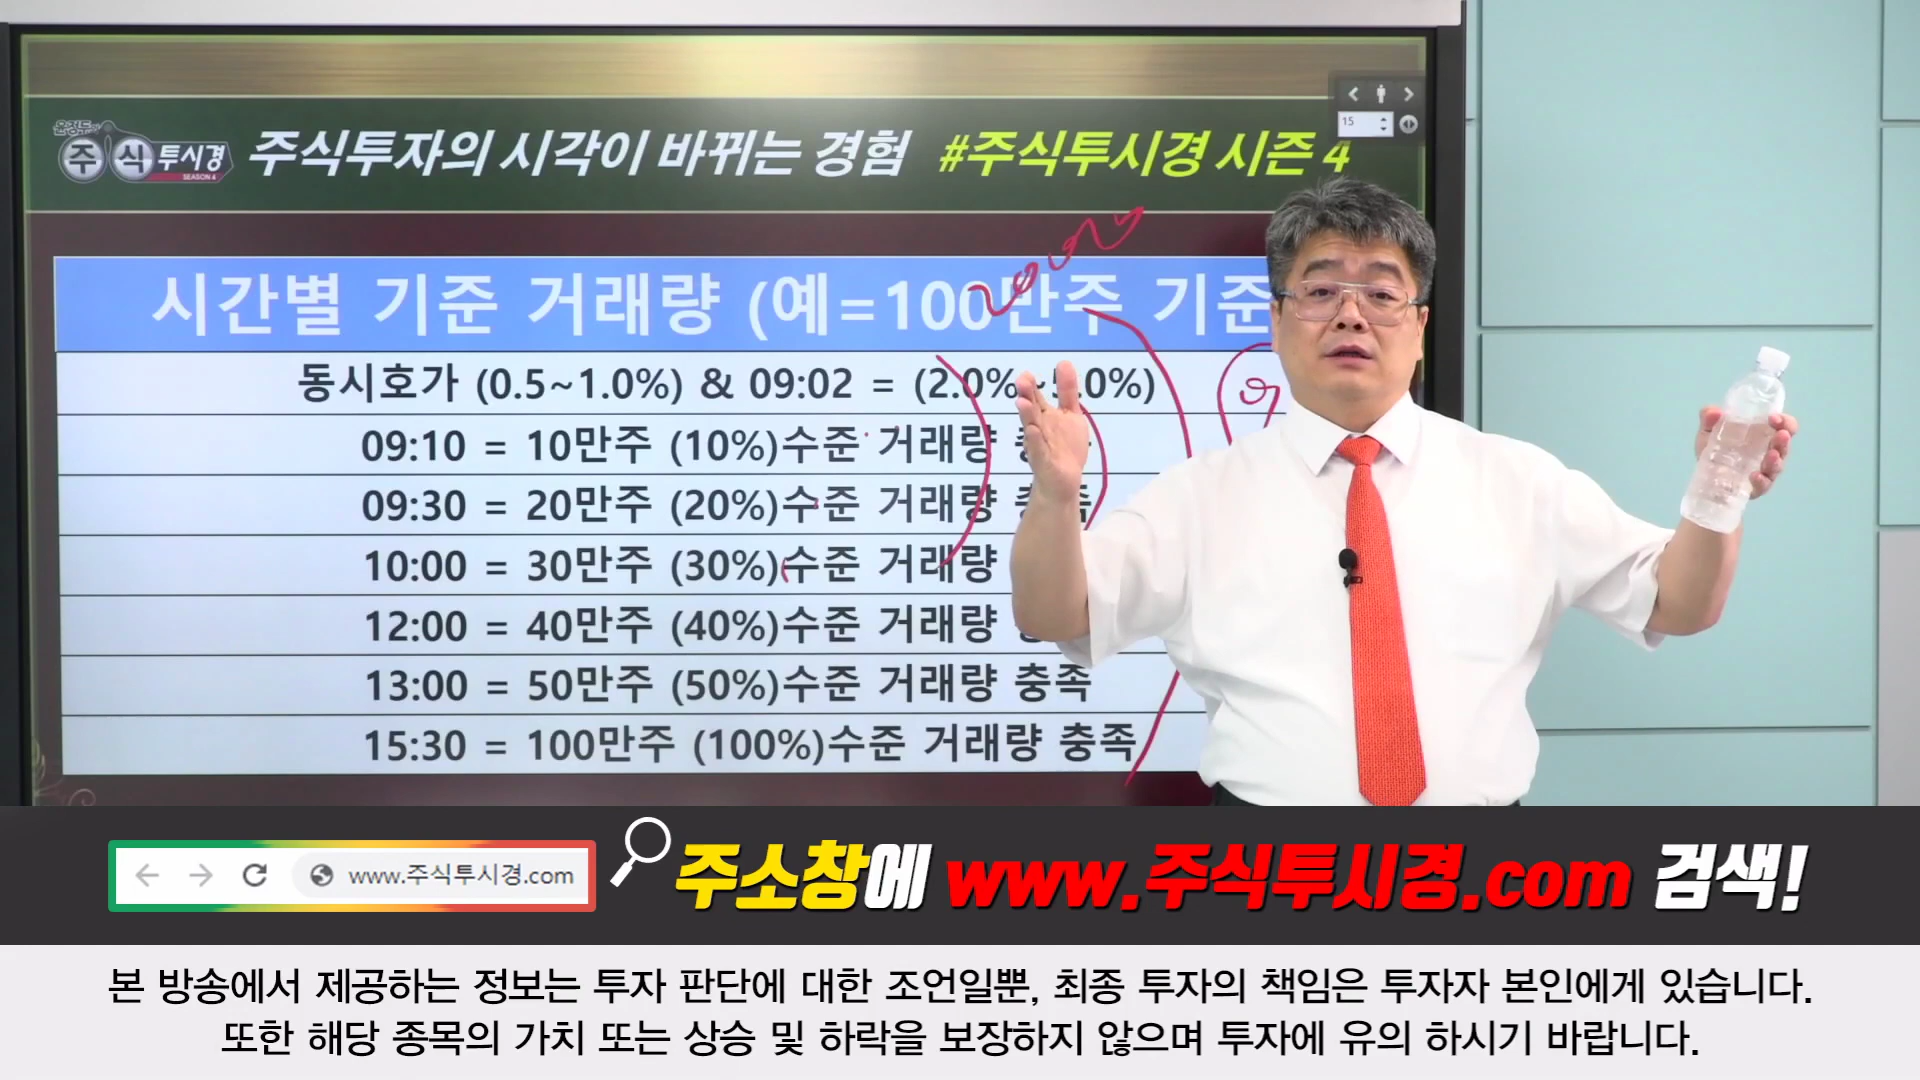 윤정두의
주식투시경
SEASON 4
주식투자의 시각이 바뀌는 경험 #주식투시경 시즌 4
15
시간별 기준 거래량 (예=100만주 기준
동시호가 (0.5~1.0%) & 09:02 = (2.0%~5.0%)
09:10 = 10만주 (10%)수준 거래량
09:30 = 20만주 (20%)수준 거래량 충족
10:00 = 30만주 (30%)수준 거래량
12:00 = 40만주 (40%)수준 거래량
13:00 = 50만주 (50%)수준 거래량 충족
15:30 = 100만주 (100%)수준 거래량 충족
www.주식투시경.com
주소창에 www.주식투시경.com 검색!
본 방송에서 제공하는 정보는 투자 판단에 대한 조언일뿐, 최종 투자의 책임은 투자자 본인에게 있습니다.
또한 해당 종목의 가치 또는 상승 및 하락을 보장하지 않으며 투자에 유의 하시기 바랍니다.